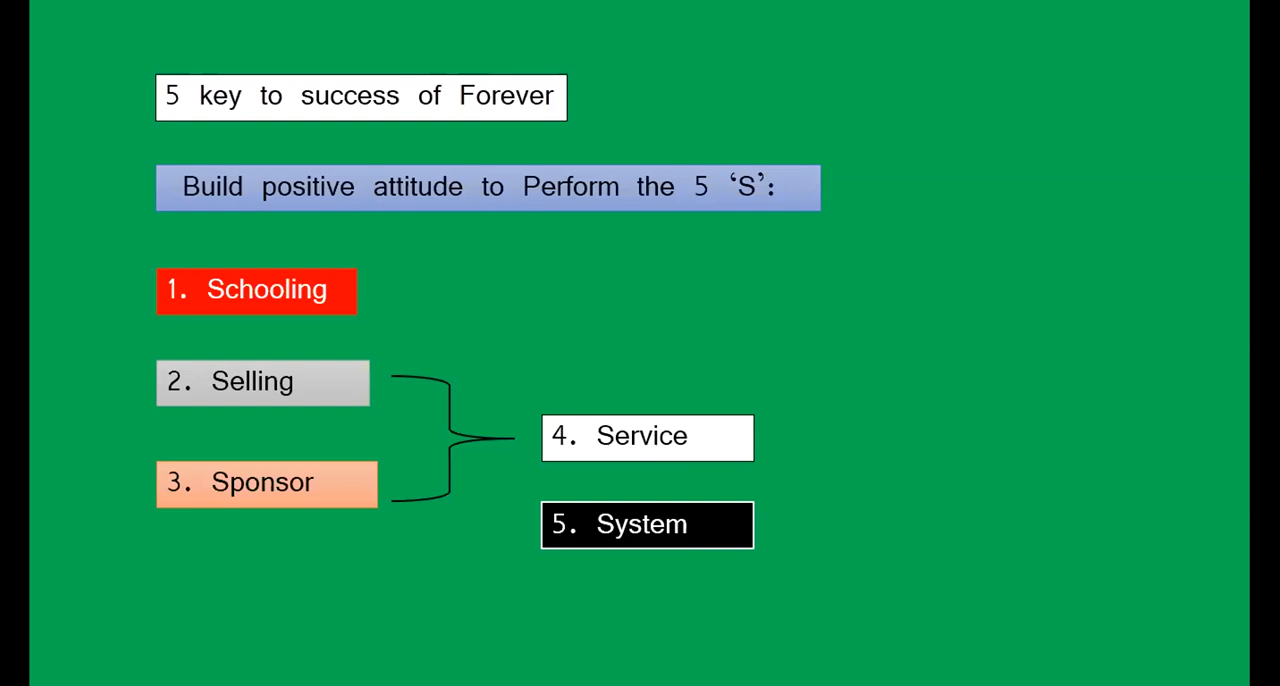 5 key to success of Forever
Build positive attitude to Perform the 5 ‘S’:
1. Schooling
2. Selling
3. Sponsor
4. Service
5. System